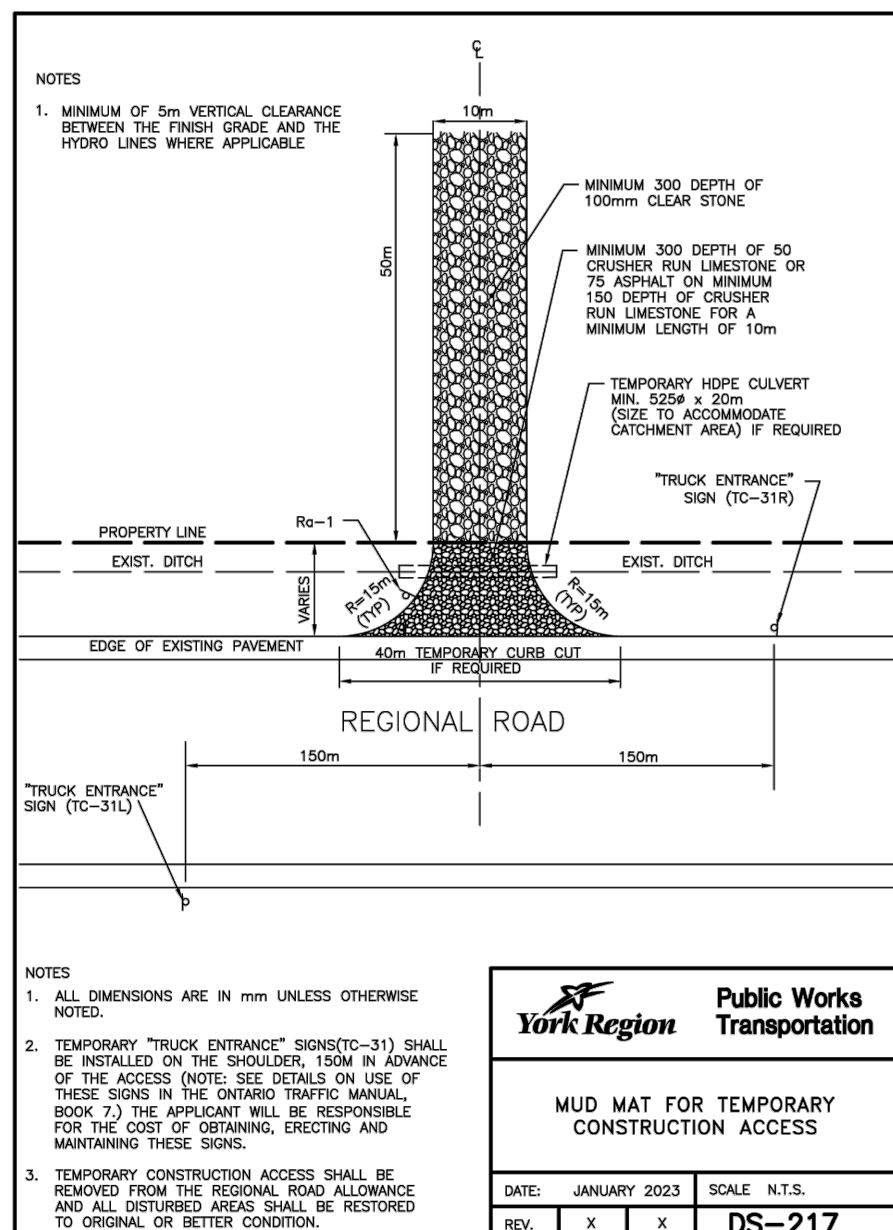 NOTES
1. MINIMUM OF 5m VERTICAL CLEARANCE
BETWEEN THE FINISH GRADE AND THE
HYDRO LINES WHERE APPLICABLE
℄
10m
50m
MINIMUM 300 DEPTH OF
100mm CLEAR STONE
MINIMUM 300 DEPTH OF 50
CRUSHER RUN LIMESTONE OR
75 ASPHALT ON MINIMUM
150 DEPTH OF CRUSHER
RUN LIMESTONE FOR A
MINIMUM LENGTH OF 10m
TEMPORARY HDPE CULVERT
MIN. 525ø x 20m
(SIZE TO ACCOMMODATE
CATCHMENT AREA) IF REQUIRED
"TRUCK ENTRANCE"
SIGN (TC-31R)
Ra-1
PROPERTY LINE
EXIST. DITCH
EXIST. DITCH
VARIES
R=15m
(TYP)
R=15m
(TYP)
EDGE OF EXISTING PAVEMENT
40m TEMPORARY CURB CUT
IF REQUIRED
REGIONAL ROAD
150m
150m
"TRUCK ENTRANCE"
SIGN (TC-31L)
NOTES
1. ALL DIMENSIONS ARE IN mm UNLESS OTHERWISE
NOTED.
2. TEMPORARY "TRUCK ENTRANCE" SIGNS(TC-31) SHALL
BE INSTALLED ON THE SHOULDER, 150M IN ADVANCE
OF THE ACCESS (NOTE: SEE DETAILS ON USE OF
THESE SIGNS IN THE ONTARIO TRAFFIC MANUAL,
BOOK 7.) THE APPLICANT WILL BE RESPONSIBLE
FOR THE COST OF OBTAINING, ERECTING AND
MAINTAINING THESE SIGNS.
3. TEMPORARY CONSTRUCTION ACCESS SHALL BE
REMOVED FROM THE REGIONAL ROAD ALLOWANCE
AND ALL DISTURBED AREAS SHALL BE RESTORED
TO ORIGINAL OR BETTER CONDITION.
York Region
Public Works
Transportation
MUD MAT FOR TEMPORARY
CONSTRUCTION ACCESS
DATE: JANUARY 2023 SCALE N.T.S.
REV. X X DS-217